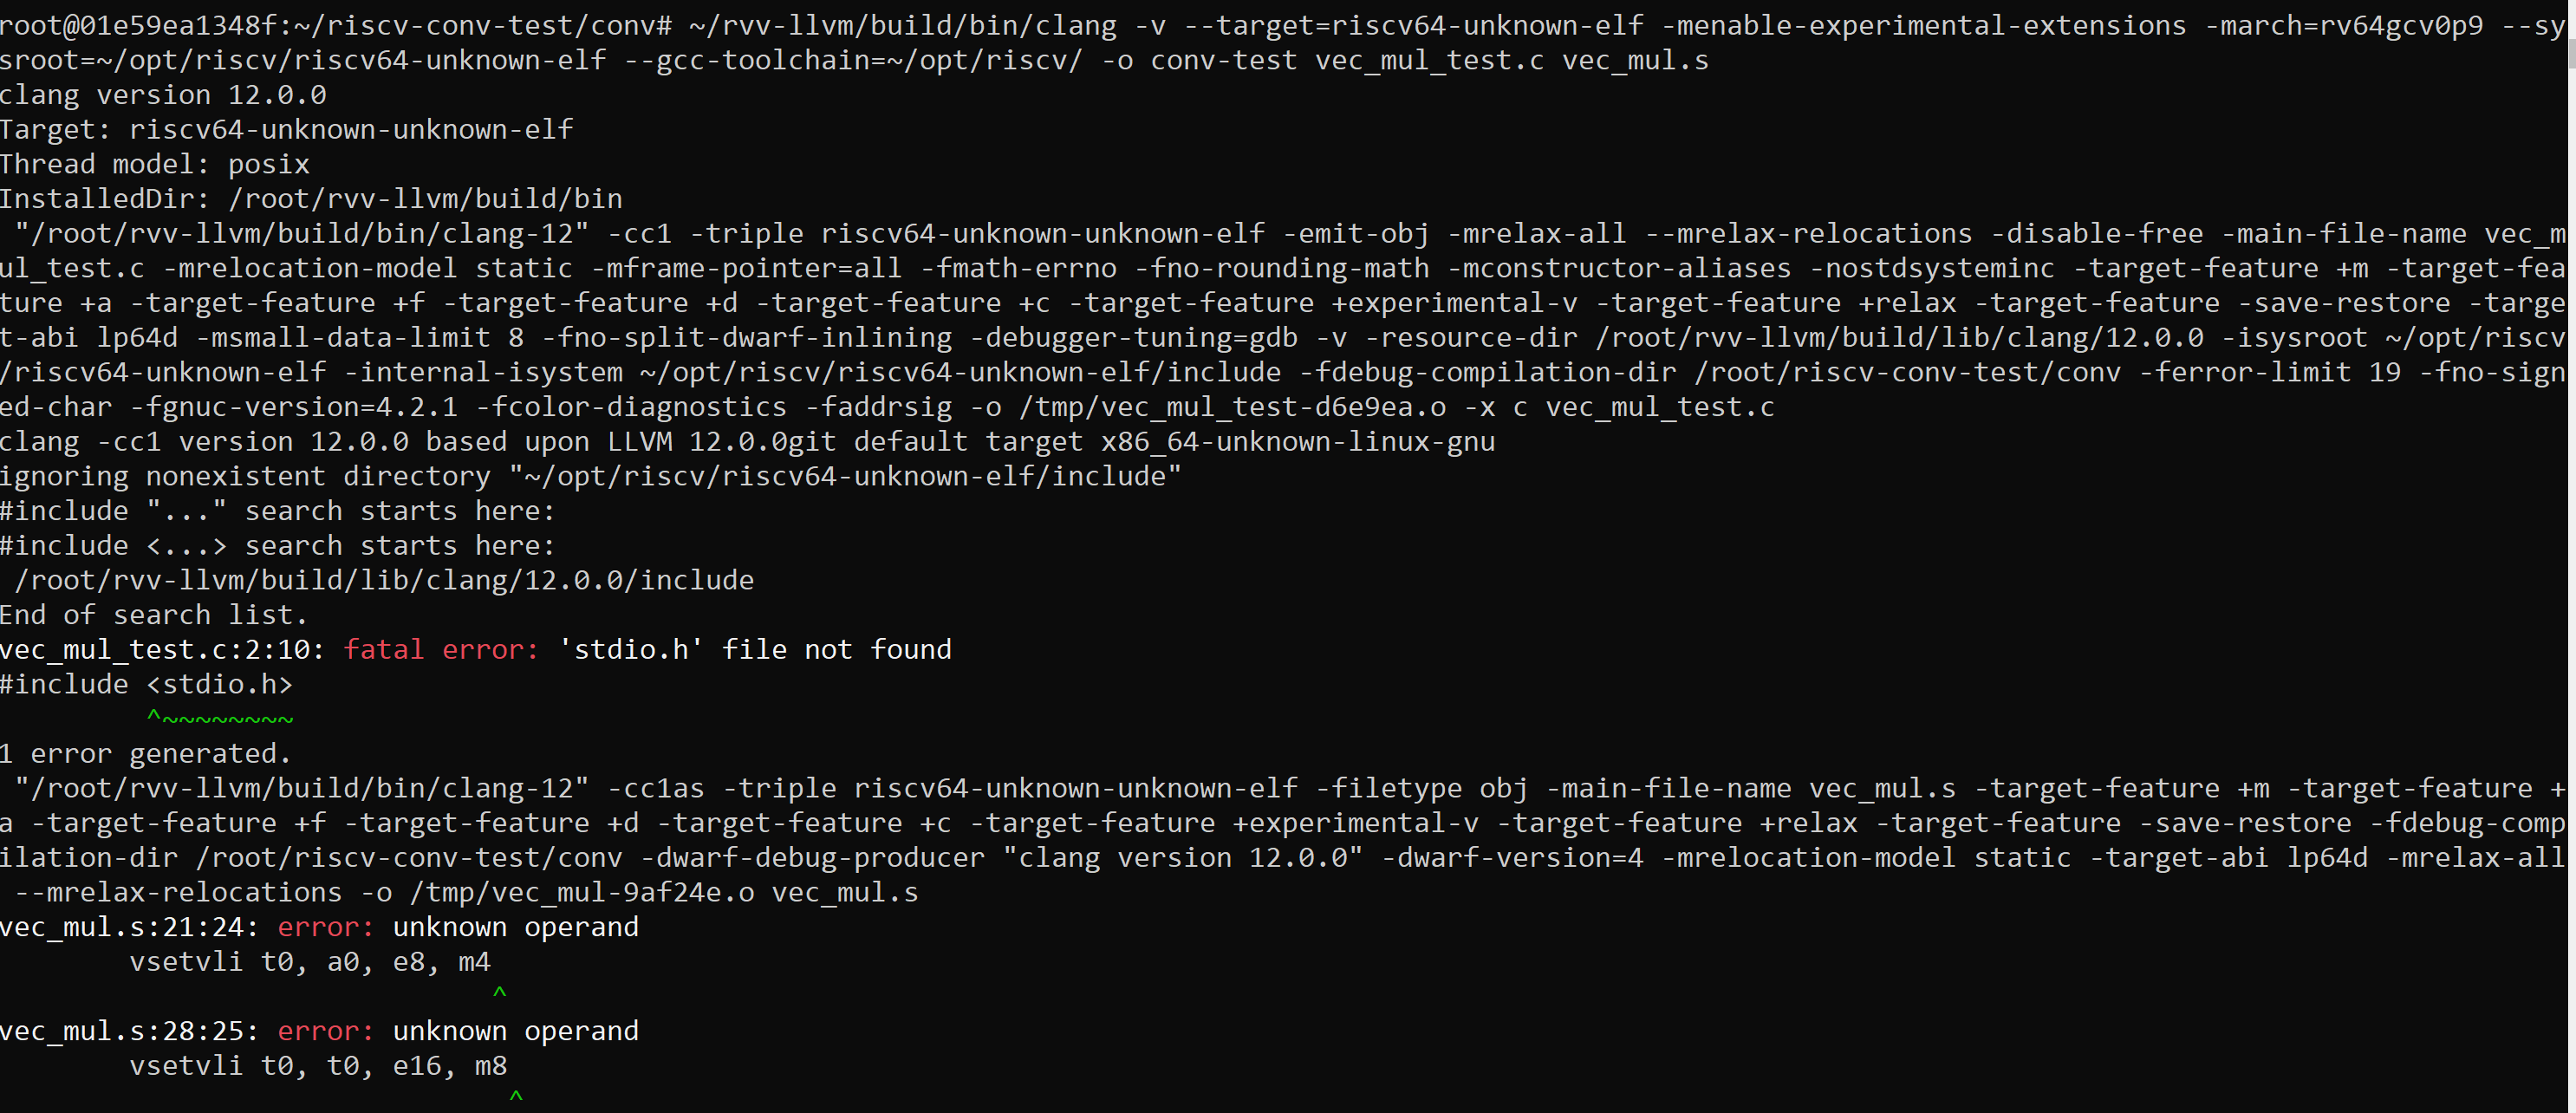 root@01e59ea1348f:~/riscv-conv-test/conv# ~/rvv-llvm/build/bin/clang -v --target=riscv64-unknown-elf -menable-experimental-extensions -march=rv64gcv0p9 --sy
sroot=~/opt/riscv/riscv64-unknown-elf --gcc-toolchain=~/opt/riscv/ -o conv-test vec_mul_test.c vec_mul.s
clang version 12.0.0
Target: riscv64-unknown-unknown-elf
Thread model: posix
InstalledDir: /root/rvv-llvm/build/bin
 "/root/rvv-llvm/build/bin/clang-12" -cc1 -triple riscv64-unknown-unknown-elf -emit-obj -mrelax-all --mrelax-relocations -disable-free -main-file-name vec_m
ul_test.c -mrelocation-model static -mframe-pointer=all -fmath-errno -fno-rounding-math -mconstructor-aliases -nostdsysteminc -target-feature +m -target-fea
ture +a -target-feature +f -target-feature +d -target-feature +c -target-feature +experimental-v -target-feature +relax -target-feature -save-restore -targe
t-abi lp64d -msmall-data-limit 8 -fno-split-dwarf-inlining -debugger-tuning=gdb -v -resource-dir /root/rvv-llvm/build/lib/clang/12.0.0 -isysroot ~/opt/riscv
/riscv64-unknown-elf -internal-isystem ~/opt/riscv/riscv64-unknown-elf/include -fdebug-compilation-dir /root/riscv-conv-test/conv -ferror-limit 19 -fno-sign
ed-char -fgnuc-version=4.2.1 -fcolor-diagnostics -faddrsig -o /tmp/vec_mul_test-d6e9ea.o -x c vec_mul_test.c
clang -cc1 version 12.0.0 based upon LLVM 12.0.0git default target x86_64-unknown-linux-gnu
ignoring nonexistent directory "~/opt/riscv/riscv64-unknown-elf/include"
#include "..." search starts here:
#include <...> search starts here:
 /root/rvv-llvm/build/lib/clang/12.0.0/include
End of search list.
vec_mul_test.c:2:10: fatal error: 'stdio.h' file not found
#include <stdio.h>
         ^~~~~~~~~
1 error generated.
 "/root/rvv-llvm/build/bin/clang-12" -cc1as -triple riscv64-unknown-unknown-elf -filetype obj -main-file-name vec_mul.s -target-feature +m -target-feature +
a -target-feature +f -target-feature +d -target-feature +c -target-feature +experimental-v -target-feature +relax -target-feature -save-restore -fdebug-comp
ilation-dir /root/riscv-conv-test/conv -dwarf-debug-producer "clang version 12.0.0" -dwarf-version=4 -mrelocation-model static -target-abi lp64d -mrelax-all
 --mrelax-relocations -o /tmp/vec_mul-9af24e.o vec_mul.s
vec_mul.s:21:24: error: unknown operand
        vsetvli t0, a0, e8, m4
                              ^
vec_mul.s:28:25: error: unknown operand
        vsetvli t0, t0, e16, m8
                               ^